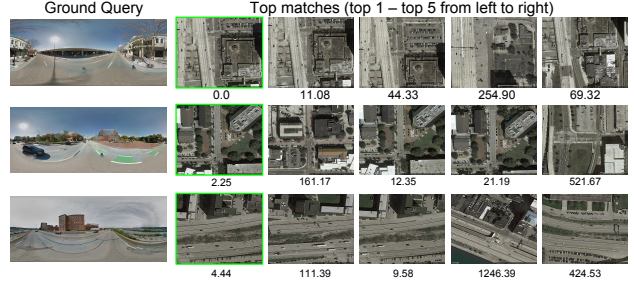 Ground Query
Top matches (top 1 – top 5 from left to right)
0.0 11.08 44.33 254.90 69.32
2.25 161.17 12.35 21.19 521.67
4.44 111.39 9.58 1246.39 424.53